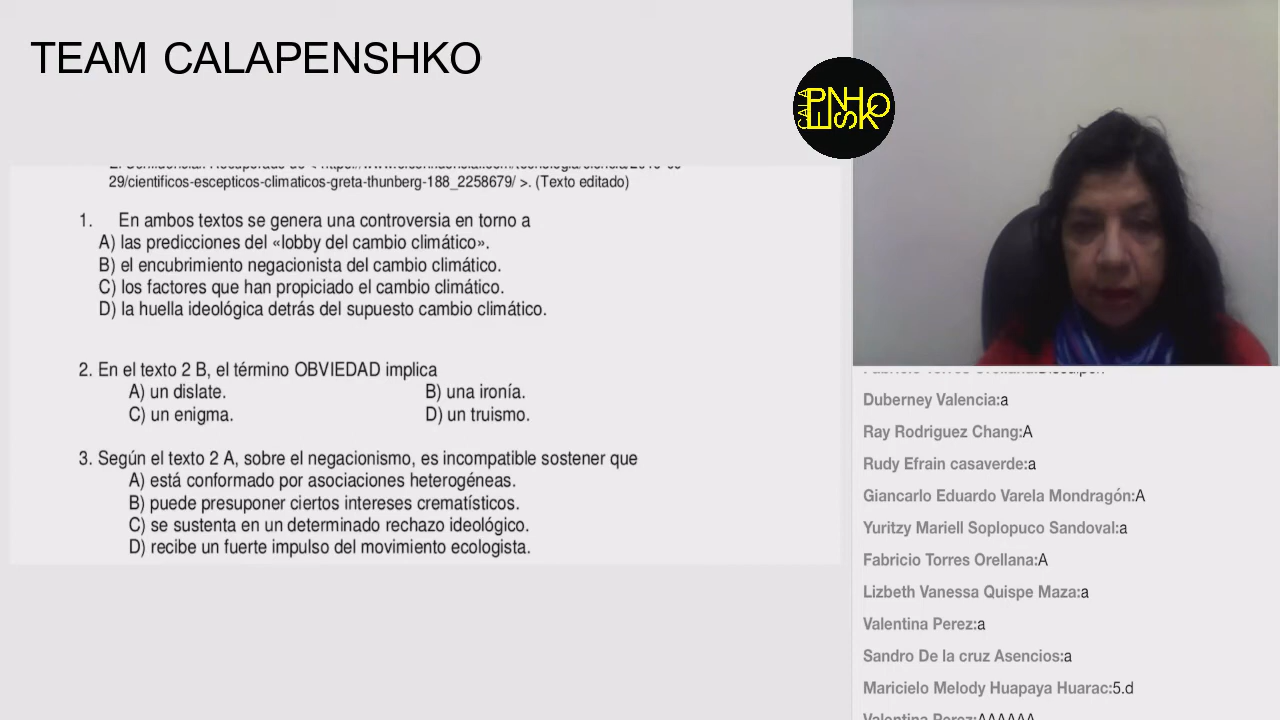 TEAM CALAPENSHKO
CALA
PENHSKO
29/cientificos-escepticos-climaticos-greta-thunberg-188_2258679/ >. (Texto editado)
1. En ambos textos se genera una controversia en torno a
A) las predicciones del «lobby del cambio climático».
B) el encubrimiento negacionista del cambio climático.
C) los factores que han propiciado el cambio climático.
D) la huella ideológica detrás del supuesto cambio climático.
2. En el texto 2 B, el término OBVIEDAD implica
A) un dislate. B) una ironía.
C) un enigma. D) un truismo.
3. Según el texto 2 A, sobre el negacionismo, es incompatible sostener que
A) está conformado por asociaciones heterogéneas.
B) puede presuponer ciertos intereses crematísticos.
C) se sustenta en un determinado rechazo ideológico.
D) recibe un fuerte impulso del movimiento ecologista.
Duberney Valencia:a
Ray Rodriguez Chang:A
Rudy Efrain casaverde:a
Giancarlo Eduardo Varela Mondragón:A
Yuritzy Mariell Soplopuco Sandoval:a
Fabricio Torres Orellana:A
Lizbeth Vanessa Quispe Maza:a
Valentina Perez:a
Sandro De la cruz Asencios:a
Maricielo Melody Huapaya Huarac:5.d
Valentina Perez:AAAAAA